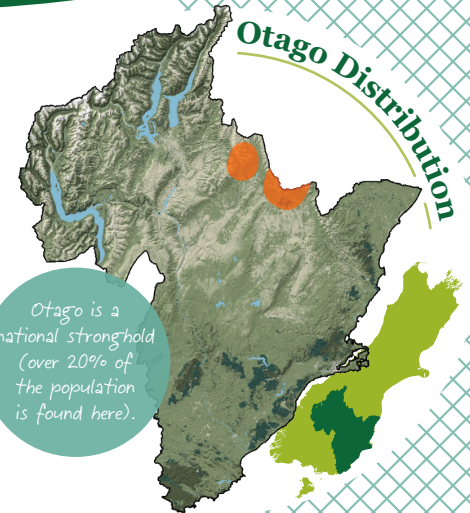 Otago Distribution
Otago is a
national stronghold
(over 20% of
the population
is found here).